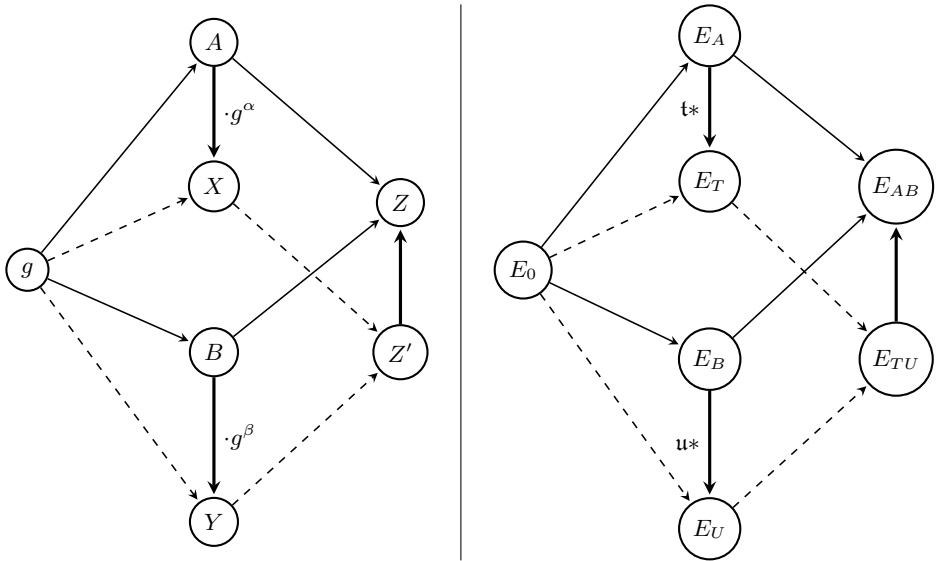 A
E_A
·g^α
𝔱*
X
E_T
Z
E_AB
g
E_0
B
E_B
Z′
E_TU
·g^β
𝔲*
Y
E_U